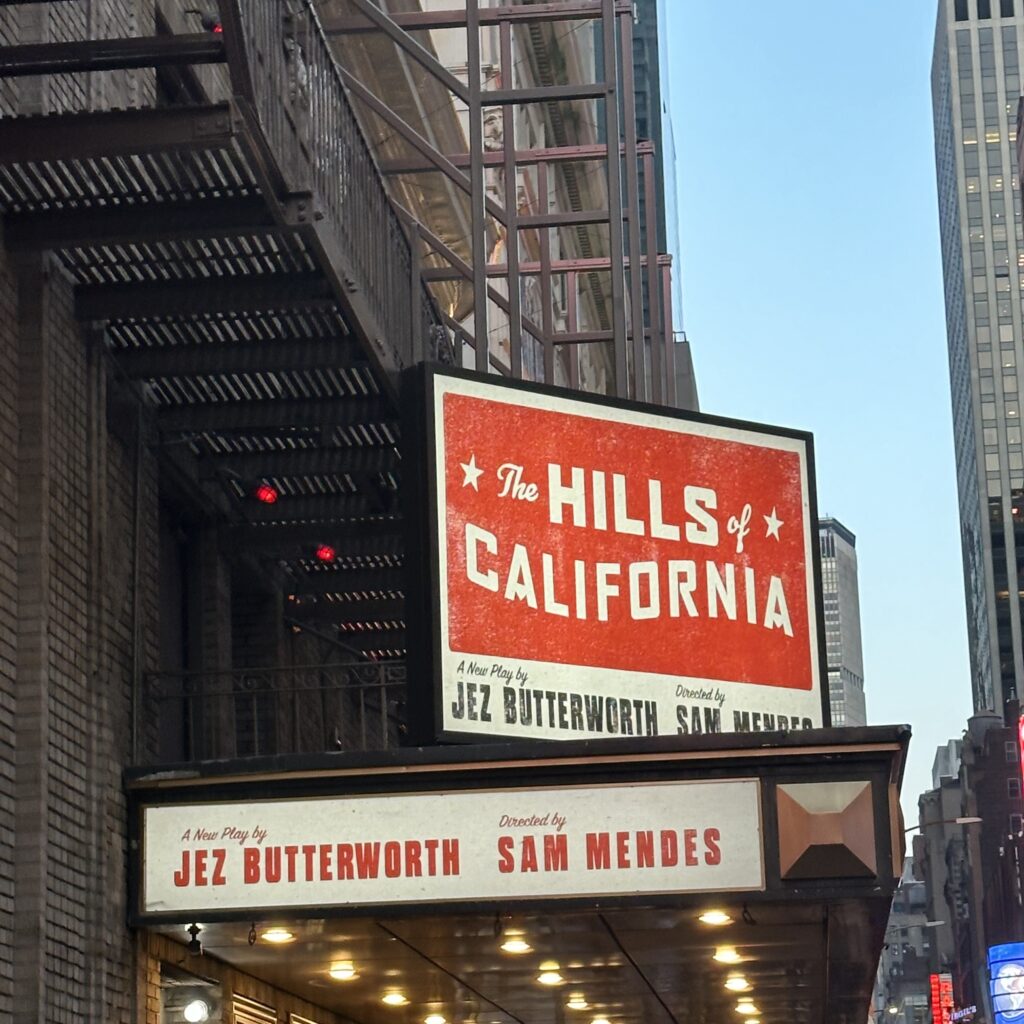 The HILLS of
CALIFORNIA
A New Play by
JEZ BUTTERWORTH
Directed by
SAM MENDES
A New Play by
JEZ BUTTERWORTH
Directed by
SAM MENDES